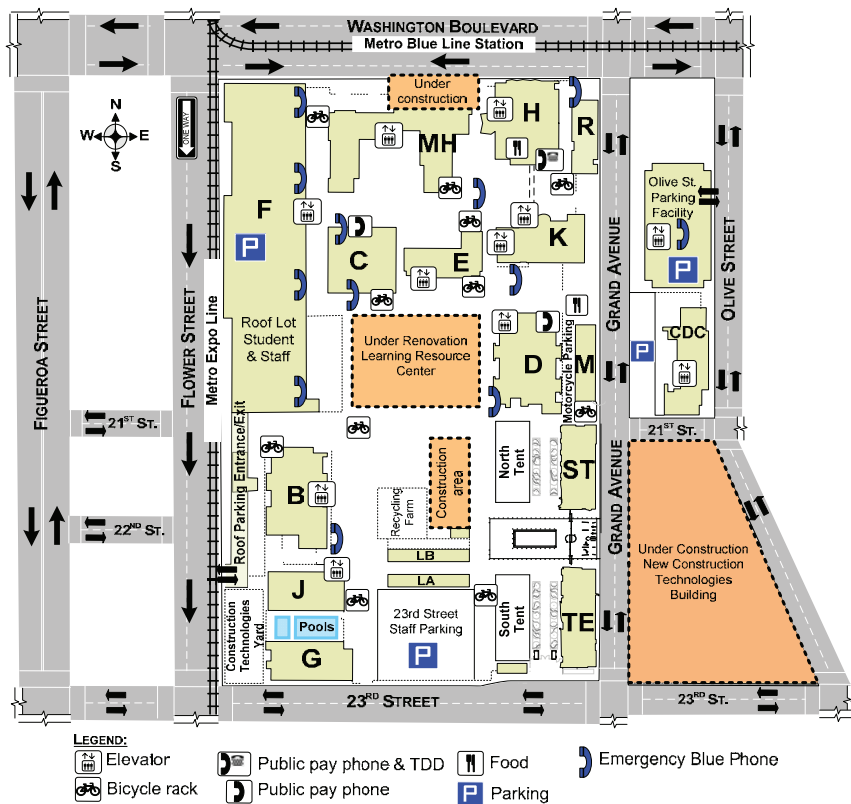 WASHINGTON BOULEVARD
Metro Blue Line Station
Under
construction
N
W E
S
ONE WAY
H
R
MH
F
P
K
C
E
Olive St.
Parking
Facility
P
FIGUEROA STREET
FLOWER STREET
Metro Expo Line
GRAND AVENUE
OLIVE STREET
Roof Lot
Student
& Staff
Under Renovation
Learning Resource
Center
D
Motorcycle Parking
M
P
CDC
21ST ST.
21ST ST.
Roof Parking Entrance/Exit
B
Construction
area
North
Tent
ST
Recycling
Farm
22ND ST.
GRAND AVENUE
Under Construction
New Construction
Technologies
Building
LB
LA
J
Pools
G
Construction
Technologies
Yard
23rd Street
Staff Parking
P
South
Tent
TE
23RD STREET
23RD ST.
LEGEND:
Elevator
Bicycle rack
Public pay phone & TDD
Public pay phone
Food
P Parking
Emergency Blue Phone